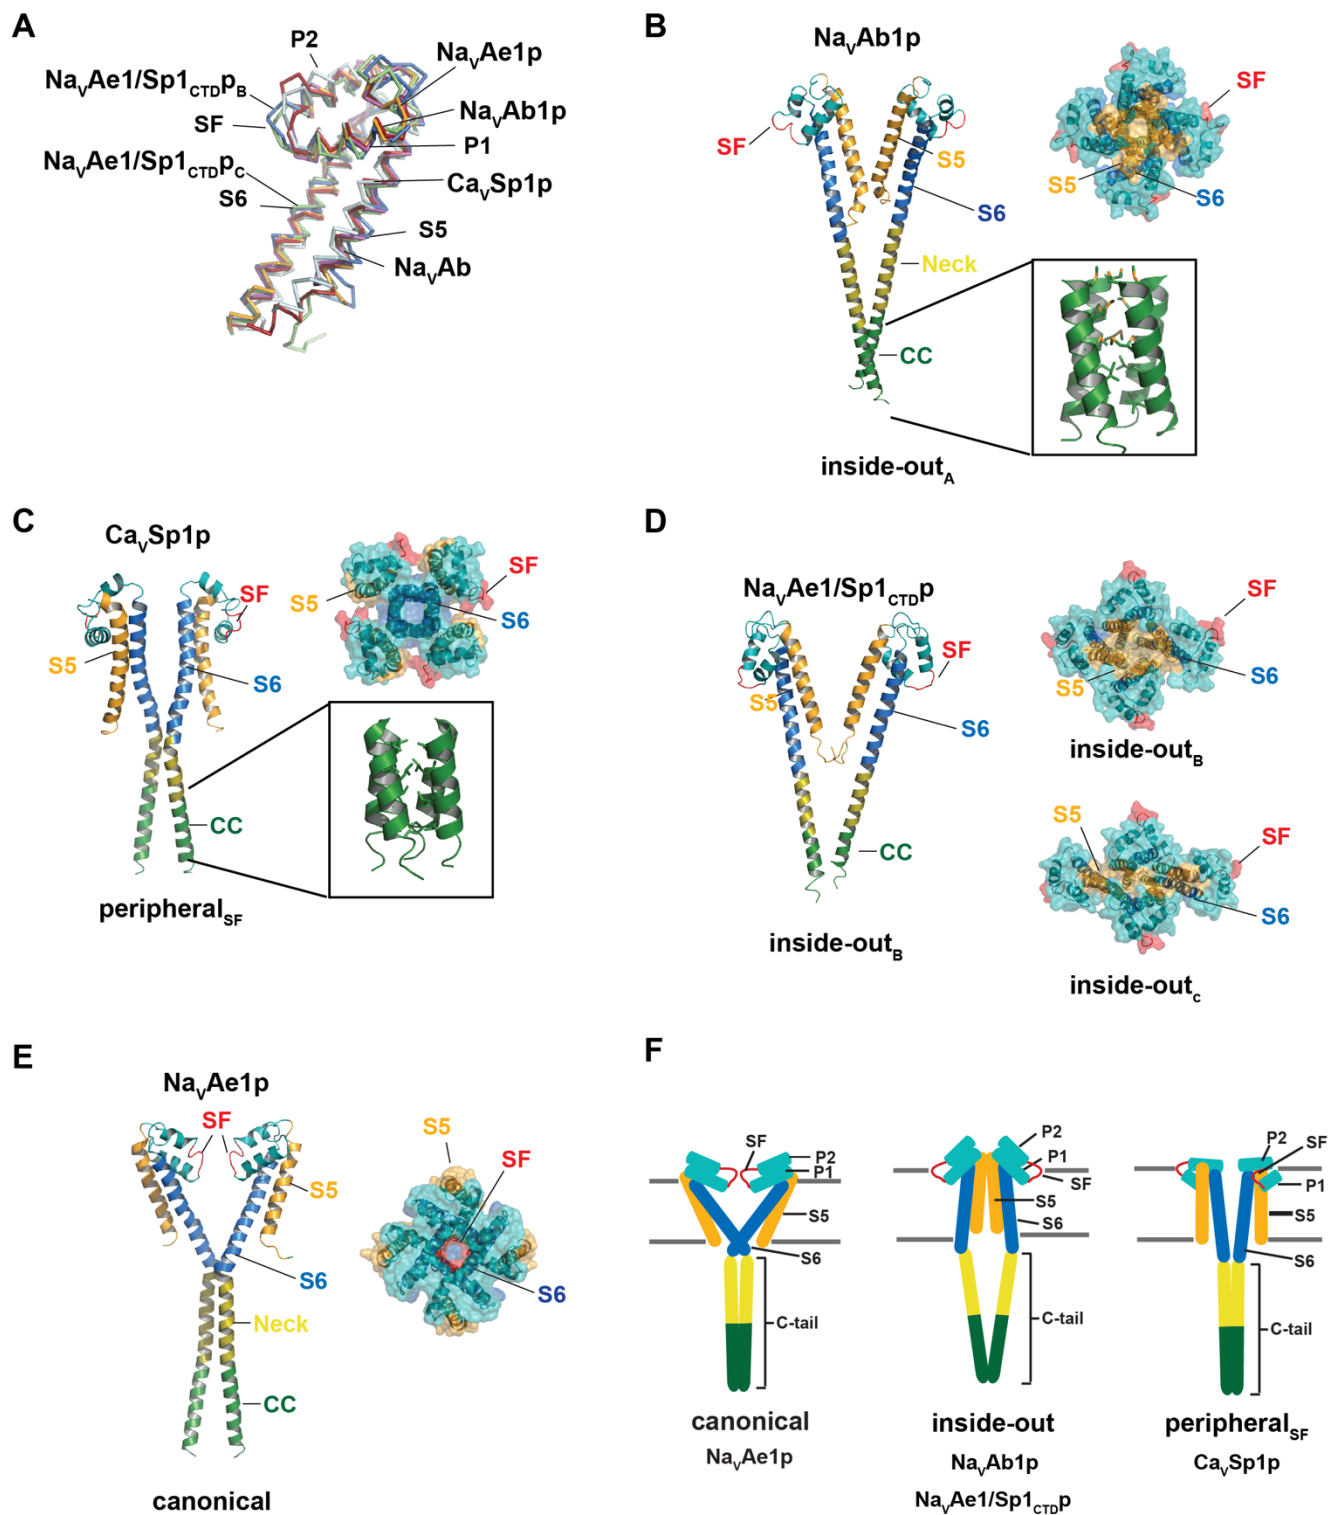 A
P2
NaVAe1p
NaVAe1/Sp1CTDpB
NaVAb1p
SF
P1
NaVAe1/Sp1CTDpC
CaVSp1p
S6
S5
NaVAb
B
NaVAb1p
SF
SF
S5
S5
S6
S6
Neck
CC
inside-outA
C
CaVSp1p
SF
SF
S5
S6
S5
S6
CC
peripheralSF
D
NaVAe1/Sp1CTDp
SF
SF
S5
S6
S5
S6
inside-outB
CC
inside-outB
S5
SF
S6
inside-outc
E
NaVAe1p
SF
S5
SF
S5
S6
S6
Neck
CC
canonical
F
SF
P2
P1
S5
S6
C-tail
canonical
NaVAe1p
P2
P1
SF
S5
S6
C-tail
inside-out
NaVAb1p
NaVAe1/Sp1CTDp
P2
SF
P1
S5
S6
C-tail
peripheralSF
CaVSp1p